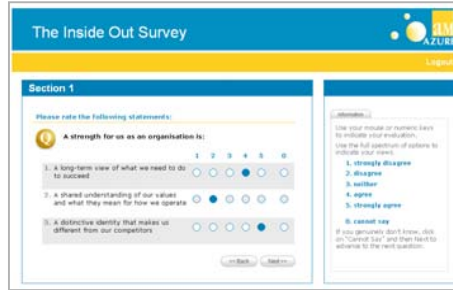 The Inside Out Survey
AZURE
Logout
Section 1
Please rate the following statements:
Q
A strength for us as an organisation is:
1 2 3 4 5 0
1. A long-term view of what we need to do
to succeed
2. A shared understanding of our values
and what they mean for how we operate
3. A distinctive identity that makes us
different from our competitors
<< Back
Next >>
Information
Use your mouse or numeric keys
to indicate your evaluation.
Use the full spectrum of options to
indicate your views.
1. strongly disagree
2. disagree
3. neither
4. agree
5. strongly agree
0. cannot say
If you genuinely don't know, click
on "Cannot Say" and then Next to
advance to the next question.